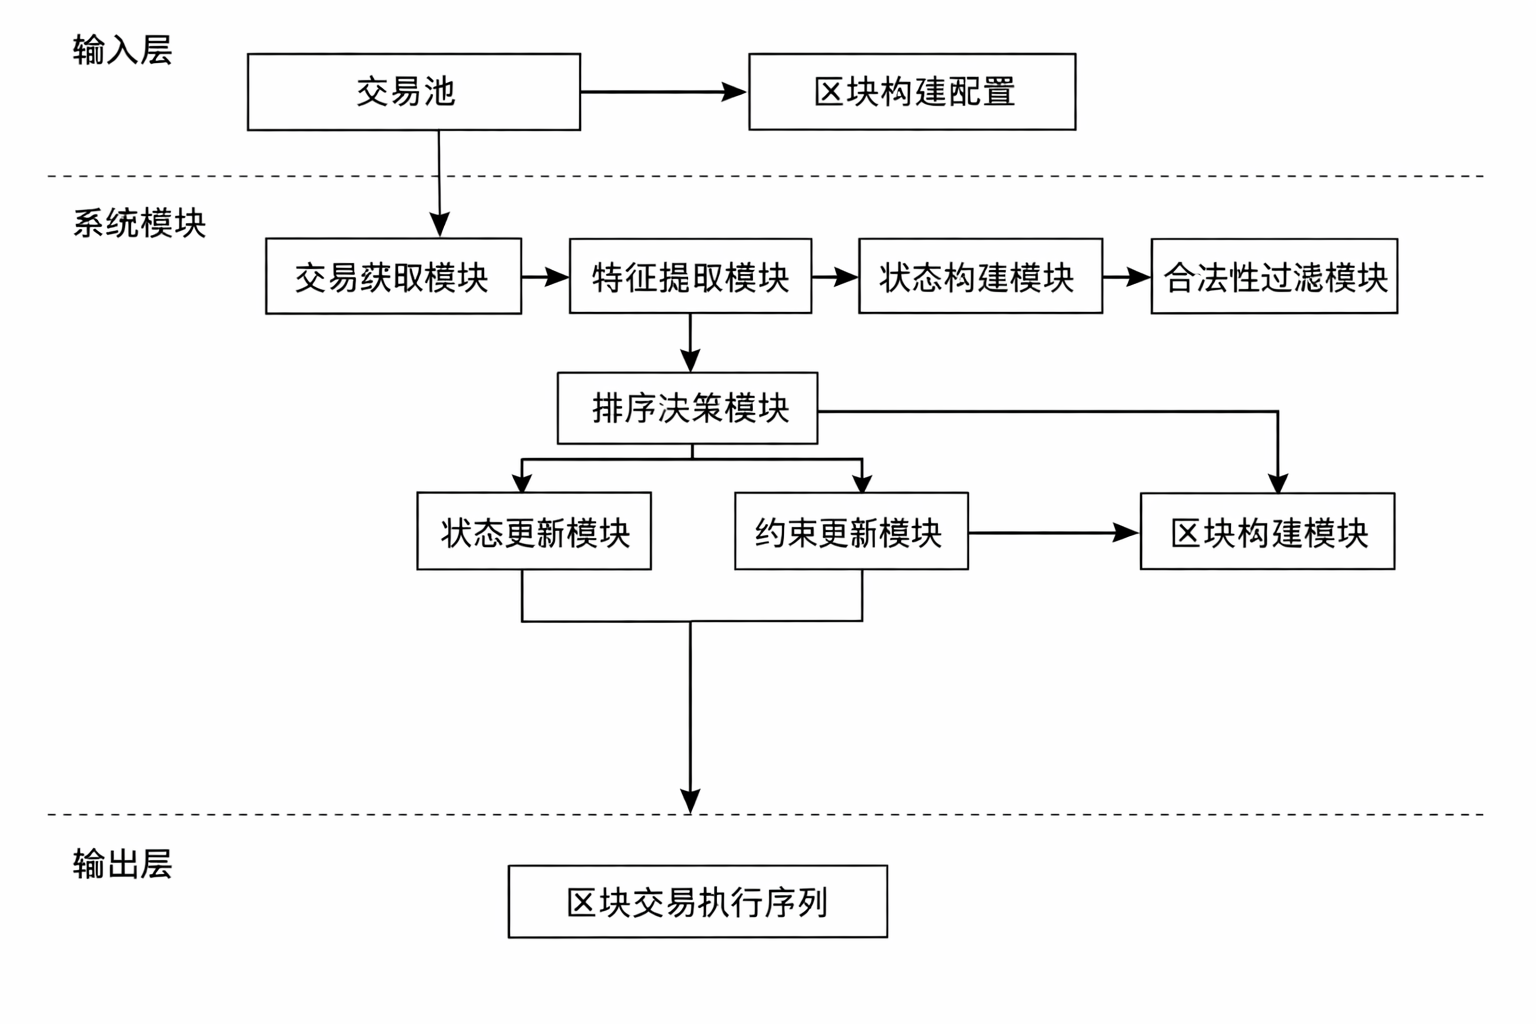 输入层
交易池
区块构建配置
系统模块
交易获取模块
特征提取模块
状态构建模块
合法性过滤模块
排序决策模块
状态更新模块
约束更新模块
区块构建模块
输出层
区块交易执行序列